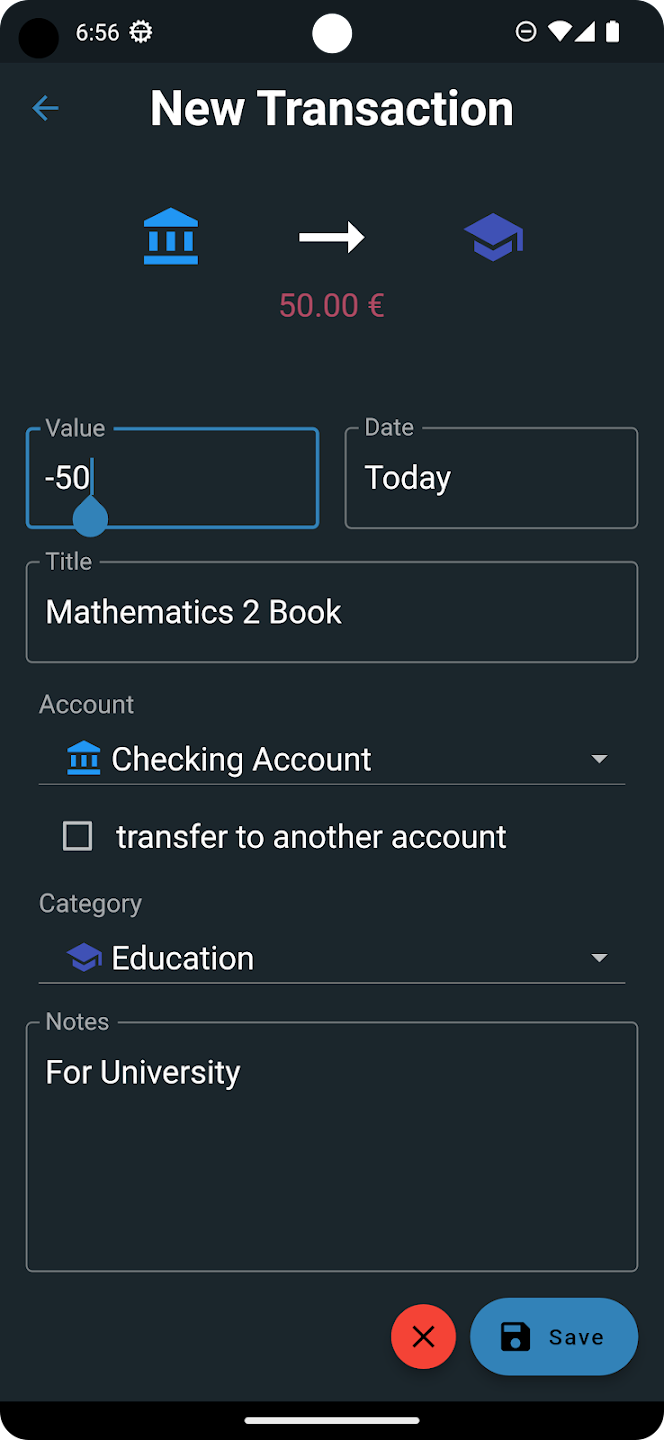 6:56
New Transaction
50.00 €
Value
-50
Date
Today
Title
Mathematics 2 Book
Account
Checking Account
transfer to another account
Category
Education
Notes
For University
Save